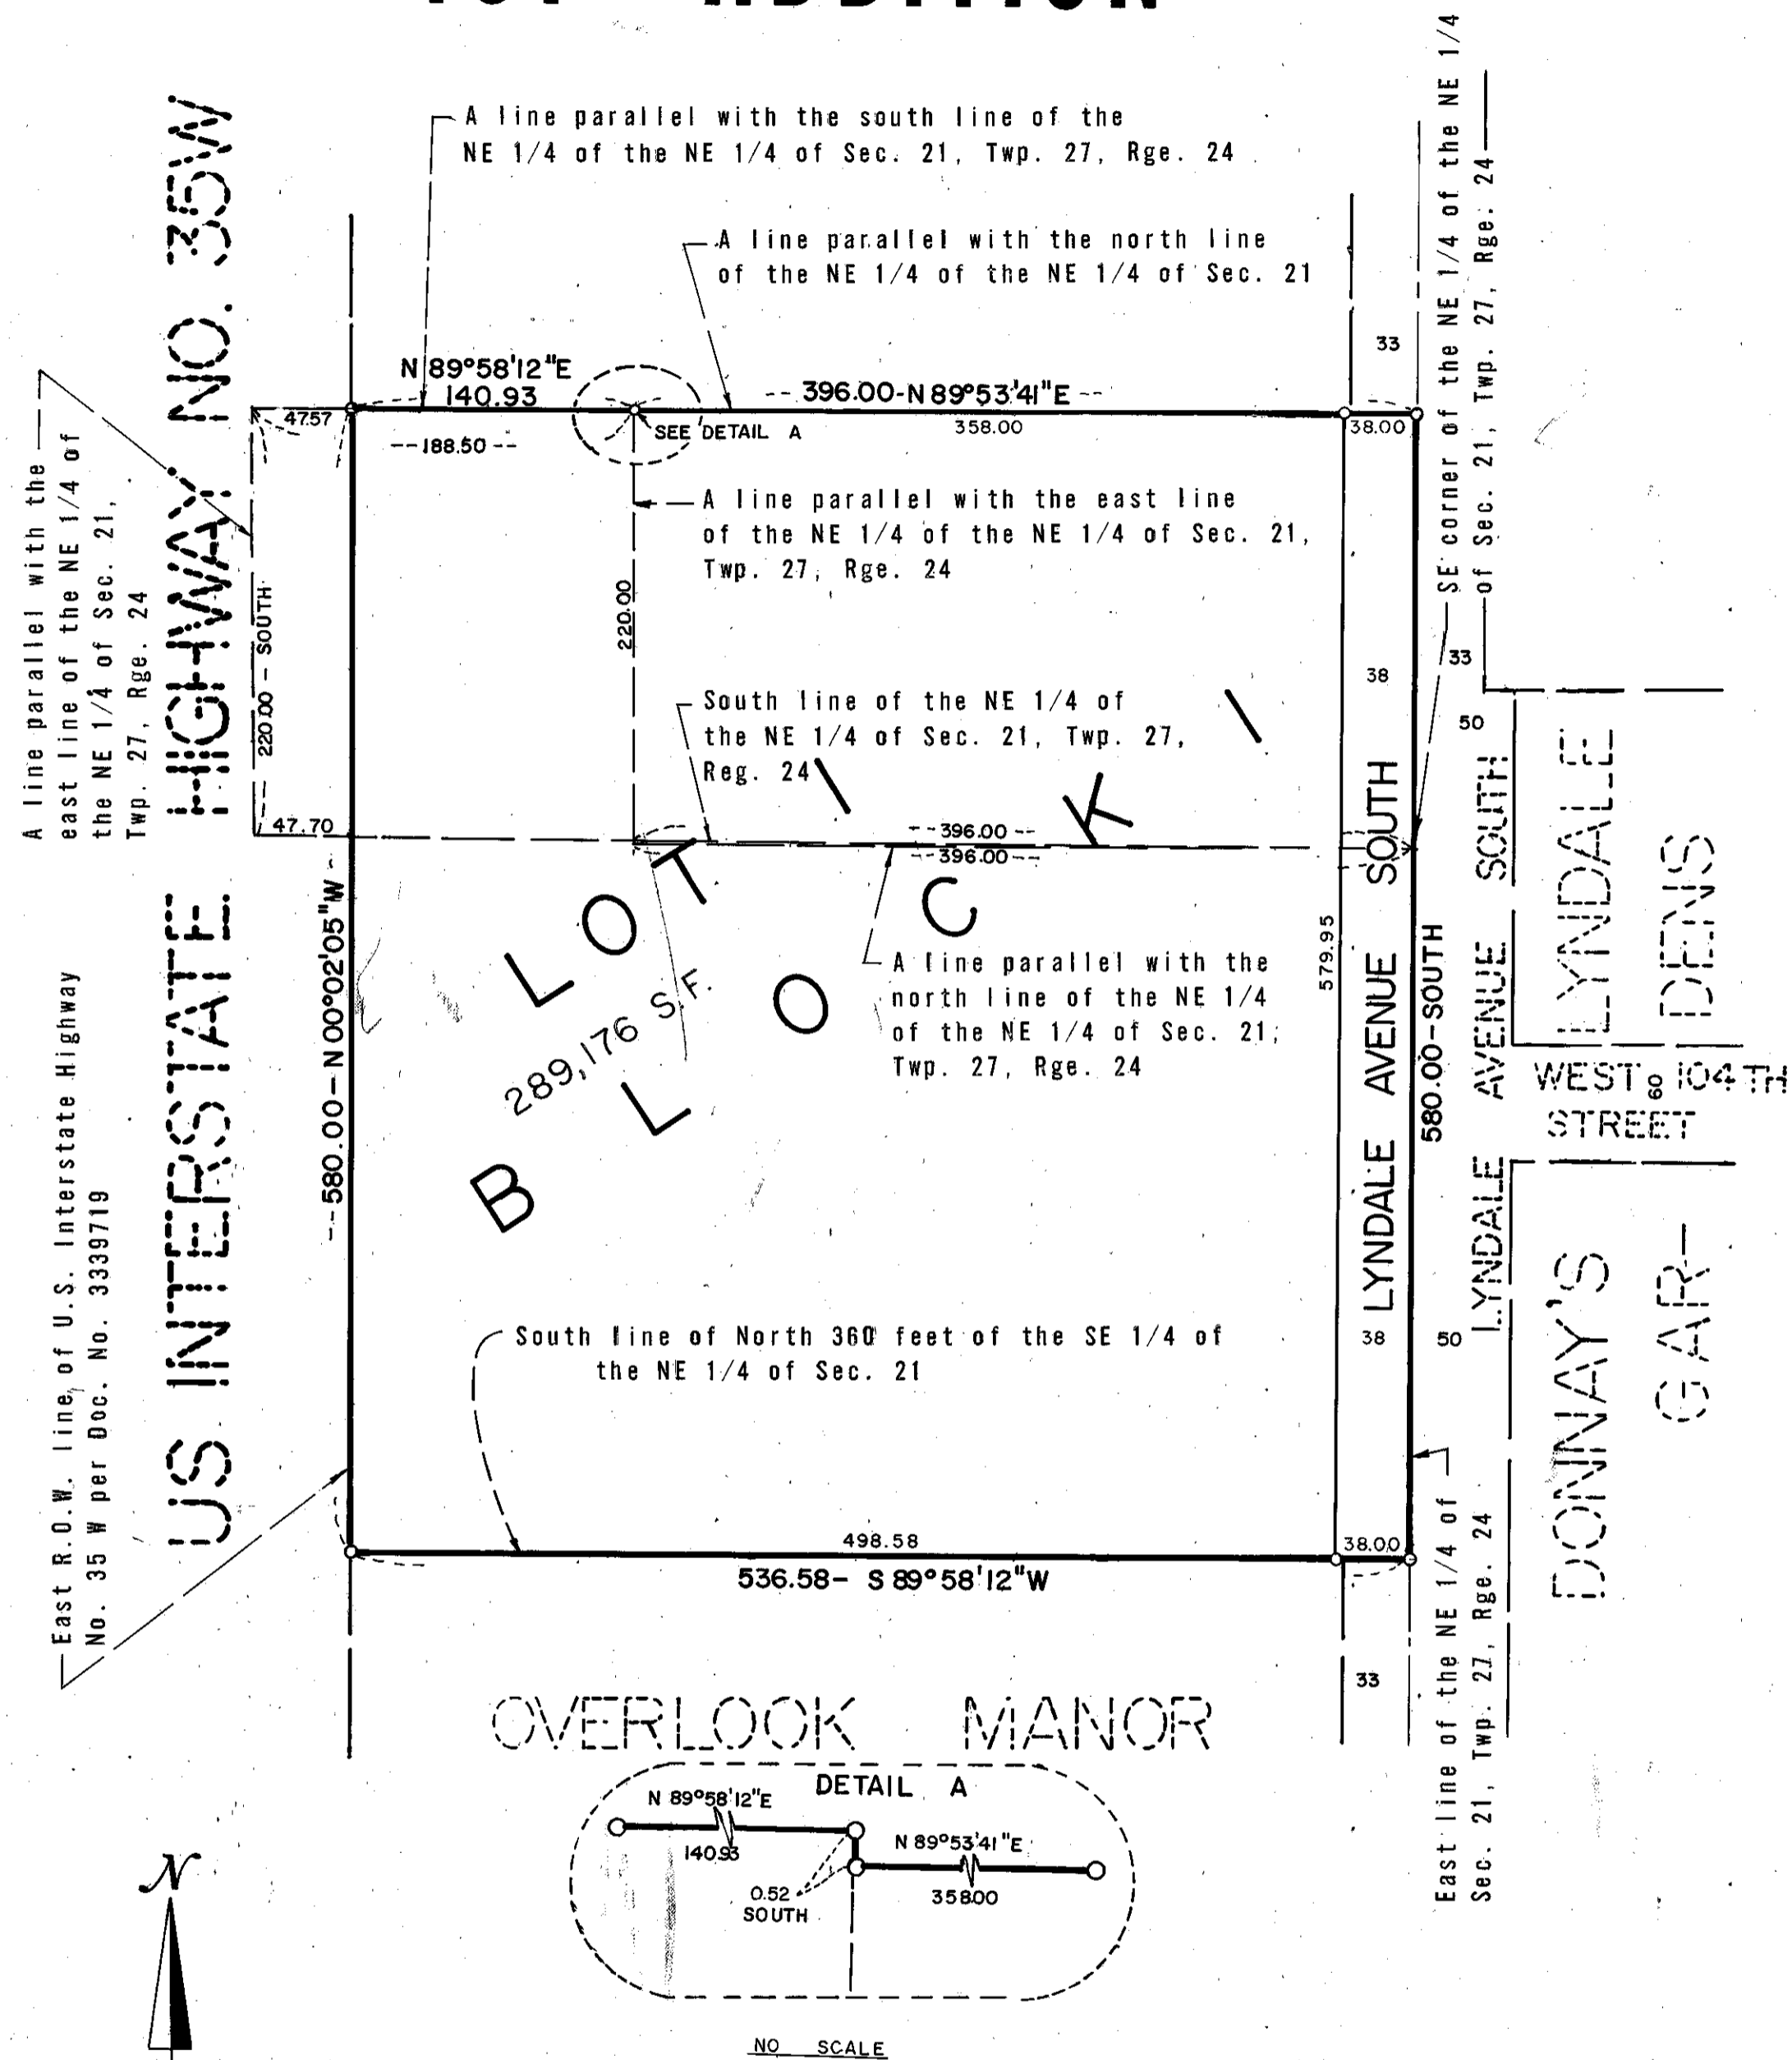 ADDITION
A line parallel with the south line of the
NE 1/4 of the NE 1/4 of Sec. 21, Twp. 27, Rge. 24
A line parallel with the north line
of the NE 1/4 of the NE 1/4 of Sec. 21
33
N 89°58'12"E
140.93
--396.00-N 89°53'41"E--
47.57
--188.50--
SEE DETAIL A
358.00
38.00
A line parallel with the east line
of the NE 1/4 of the NE 1/4 of Sec. 21,
Twp. 27, Rge. 24
220.00
220.00 - SOUTH
A line parallel with the
east line of the NE 1/4 of
the NE 1/4 of Sec. 21,
Twp. 27, Rge. 24
US INTERSTATE HIGHWAY NO. 35W
SE corner of the NE 1/4 of the NE 1/4
of Sec. 21, Twp. 27, Rge. 24
38
33
50
South line of the NE 1/4 of
the NE 1/4 of Sec. 21, Twp. 27,
Reg. 24
47.70
--396.00--
--396.00--
LOT 1
BLOCK 1
289,176 S.F.
A line parallel with the
north line of the NE 1/4
of the NE 1/4 of Sec. 21,
Twp. 27, Rge. 24
--580.00-N 00°02'05"W--
579.95
LYNDALE AVENUE SOUTH
580.00-SOUTH
LYNDALE AVENUE SOUTH
LYNDALE
DENS
WEST 104TH
60
STREET
DONNAY'S
GAR-
East R.O.W. line of U.S. Interstate Highway
No. 35 W per Doc. No. 3339719
South line of North 360 feet of the SE 1/4 of
the NE 1/4 of Sec. 21
38
50
498.58
38.00
536.58- S 89°58'12"W
33
East line of the NE 1/4 of
Sec. 21, Twp. 27, Rge. 24
OVERLOOK MANOR
DETAIL A
N 89°58'12"E
140.93
N 89°53'41"E
0.52
SOUTH
358.00
N
NO SCALE